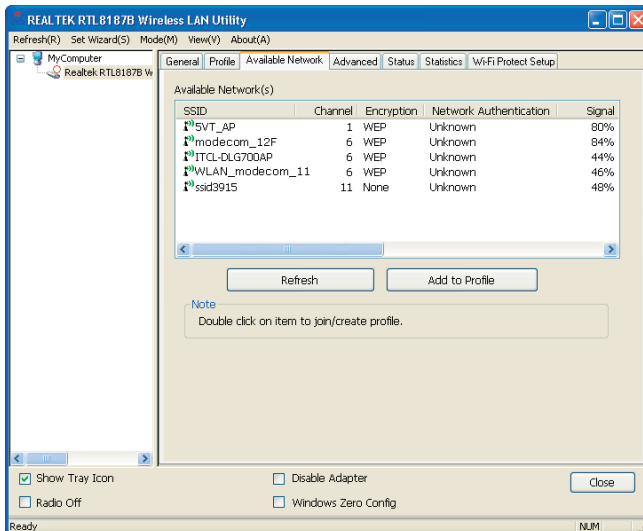 REALTEK RTL8187B Wireless LAN Utility
Refresh(R) Set Wizard(S) Mode(M) View(V) About(A)
MyComputer
Realtek RTL8187B W
General Profile Available Network Advanced Status Statistics Wi-Fi Protect Setup
Available Network(s)
SSID Channel Encryption Network Authentication Signal
5VT_AP 1 WEP Unknown 80%
modecom_12F 6 WEP Unknown 84%
ITCL-DLG700AP 6 WEP Unknown 44%
WLAN_modecom_11 6 WEP Unknown 46%
ssid3915 11 None Unknown 48%
Refresh Add to Profile
Note
Double click on item to join/create profile.
Show Tray Icon Disable Adapter Close
Radio Off Windows Zero Config
Ready NUM